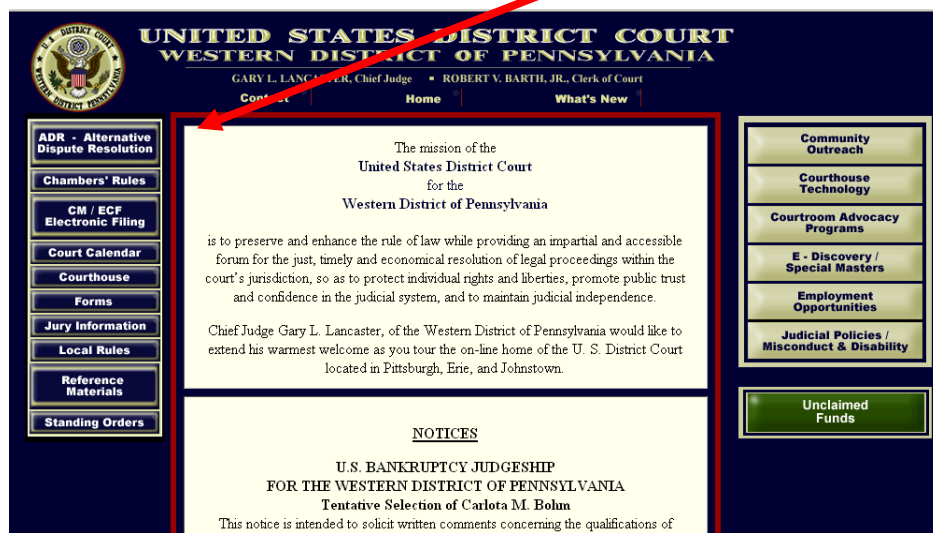 UNITED STATES DISTRICT COURT
WESTERN DISTRICT OF PENNSYLVANIA
GARY L. LANCASTER, Chief Judge ▪ ROBERT V. BARTH, JR., Clerk of Court
Contact Home What's New
ADR - Alternative
Dispute Resolution
Chambers' Rules
CM / ECF
Electronic Filing
Court Calendar
Courthouse
Forms
Jury Information
Local Rules
Reference
Materials
Standing Orders
The mission of the
United States District Court
for the
Western District of Pennsylvania
is to preserve and enhance the rule of law while providing an impartial and accessible
forum for the just, timely and economical resolution of legal proceedings within the
court's jurisdiction, so as to protect individual rights and liberties, promote public trust
and confidence in the judicial system, and to maintain judicial independence.
Chief Judge Gary L. Lancaster, of the Western District of Pennsylvania would like to
extend his warmest welcome as you tour the on-line home of the U. S. District Court
located in Pittsburgh, Erie, and Johnstown.
NOTICES
U.S. BANKRUPTCY JUDGESHIP
FOR THE WESTERN DISTRICT OF PENNSYLVANIA
Tentative Selection of Carlota M. Bohm
This notice is intended to solicit written comments concerning the qualifications of
Community
Outreach
Courthouse
Technology
Courtroom Advocacy
Programs
E - Discovery /
Special Masters
Employment
Opportunities
Judicial Policies /
Misconduct & Disability
Unclaimed
Funds